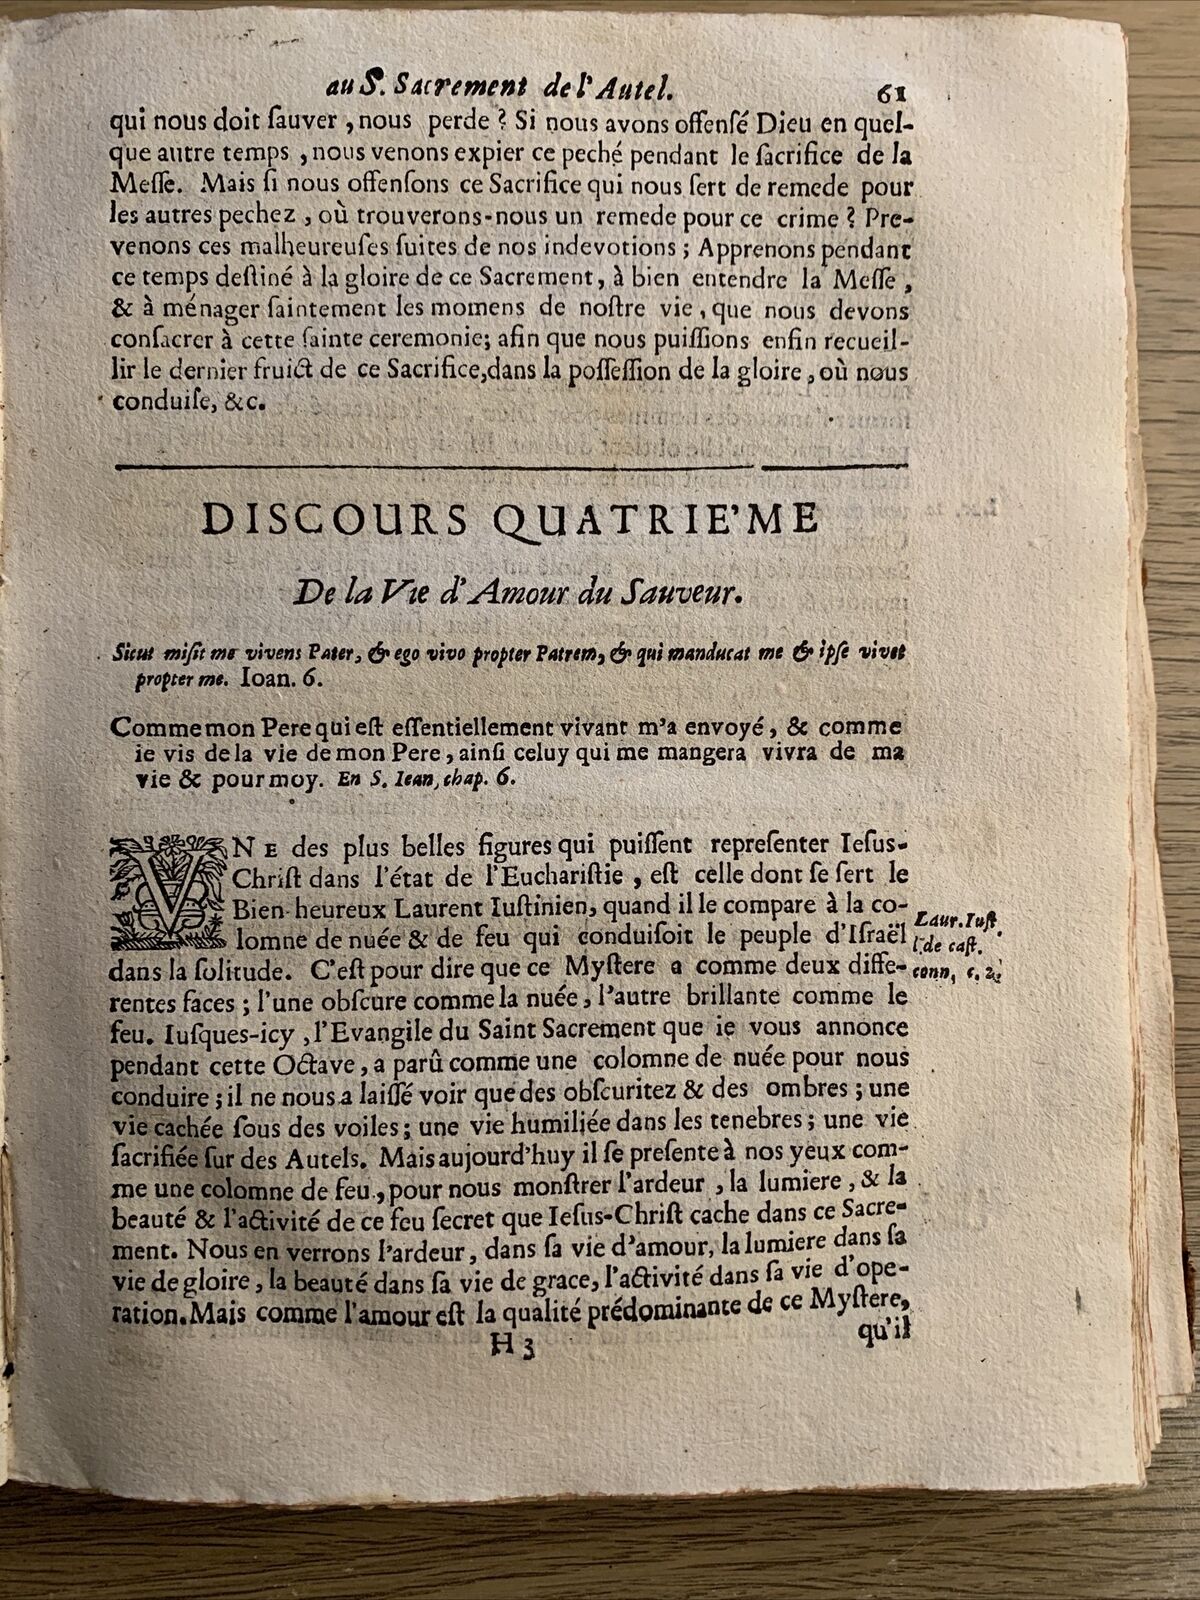 au S. Sacrement de l'Autel. 61
qui nous doit ſauver, nous perde ? Si nous avons offenſé Dieu en quel-
que autre temps, nous venons expier ce peché pendant le ſacrifice de la
Meſſe. Mais ſi nous offenſons ce Sacrifice qui nous ſert de remede pour
les autres pechez, où trouverons-nous un remede pour ce crime ? Pre-
venons ces malheureuſes ſuites de nos indevotions ; Apprenons pendant
ce temps deſtiné à la gloire de ce Sacrement, à bien entendre la Meſſe,
& à ménager ſaintement les momens de noſtre vie, que nous devons
conſacrer à cette ſainte ceremonie; afin que nous puiſſions enfin recueil-
lir le dernier fruict de ce Sacrifice, dans la poſſeſſion de la gloire, où nous
conduiſe, &c.
DISCOURS QUATRIE'ME
De la Vie d'Amour du Sauveur.
Sicut miſit me vivens Pater, & ego vivo propter Patrem, & qui manducat me & ipſe vivet
propter me. Ioan. 6.
Comme mon Pere qui eſt eſſentiellement vivant m'a envoyé, & comme
ie vis de la vie de mon Pere, ainſi celuy qui me mangera vivra de ma
vie & pour moy. En S. Iean, chap. 6.
VNE des plus belles figures qui puiſſent repreſenter Ieſus-
Chriſt dans l'état de l'Euchariſtie, eſt celle dont ſe ſert le
Bien-heureux Laurent Iuſtinien, quand il le compare à la co-
lomne de nuée & de feu qui conduiſoit le peuple d'Iſraël
dans la ſolitude. C'eſt pour dire que ce Myſtere a comme deux diffe-
rentes faces ; l'une obſcure comme la nuée, l'autre brillante comme le
feu. Iuſques-icy, l'Evangile du Saint Sacrement que ie vous annonce
pendant cette Octave, a parû comme une colomne de nuée pour nous
conduire ; il ne nous a laiſſé voir que des obſcuritez & des ombres ; une
vie cachée ſous des voiles ; une vie humiliée dans les tenebres ; une vie
ſacrifiée ſur des Autels. Mais aujourd'huy il ſe preſente à nos yeux com-
me une colomne de feu, pour nous monſtrer l'ardeur, la lumiere, & la
beauté & l'activité de ce feu ſecret que Ieſus-Chriſt cache dans ce Sacre-
ment. Nous en verrons l'ardeur, dans ſa vie d'amour, la lumiere dans ſa
vie de gloire, la beauté dans ſa vie de grace, l'activité dans ſa vie d'ope-
ration. Mais comme l'amour eſt la qualité prédominante de ce Myſtere,
H 3 qu'il
Laur. Iuſt.
l. de caſt.
conn, c. 2.